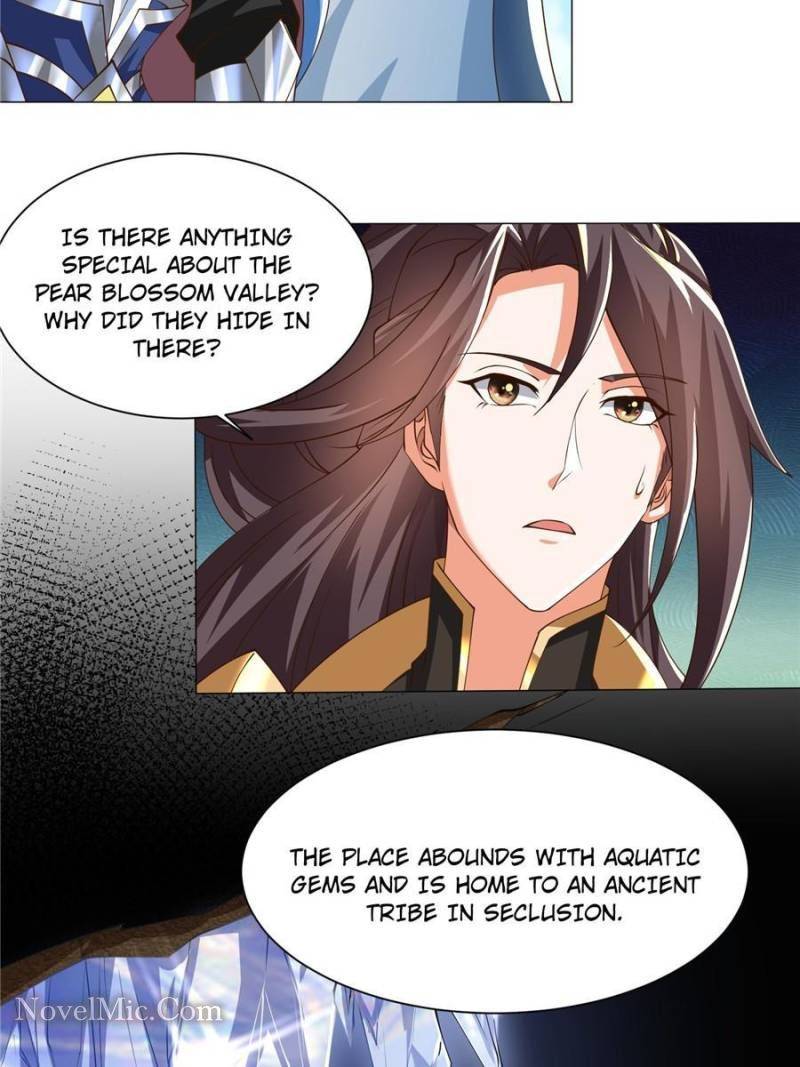 IS THERE ANYTHING
SPECIAL ABOUT THE
PEAR BLOSSOM VALLEY?
WHY DID THEY HIDE IN
THERE?
THE PLACE ABOUNDS WITH AQUATIC
GEMS AND IS HOME TO AN ANCIENT
TRIBE IN SECLUSION.
NovelMic.Com